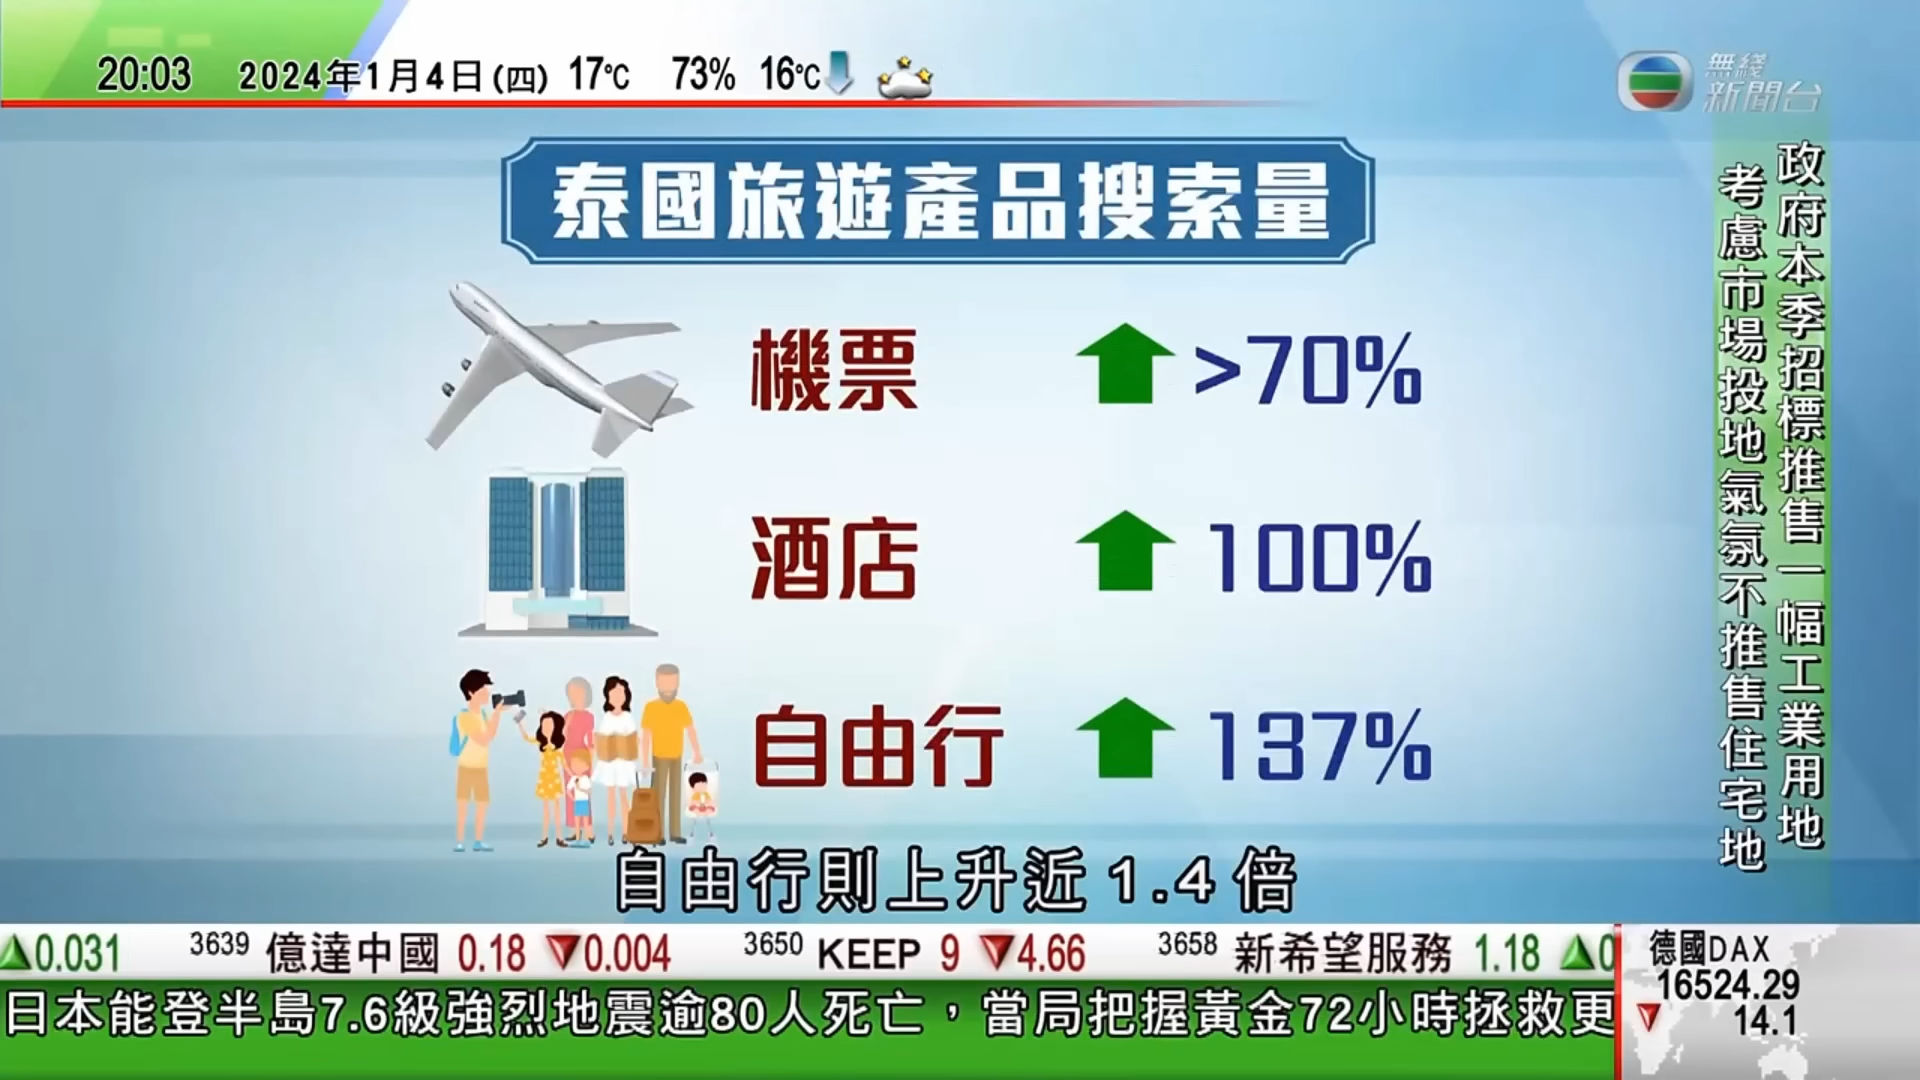 20:03 2024年1月4日(四) 17℃ 73% 16℃
無綫
新聞台
泰國旅遊產品搜索量
機票 >70%
酒店 100%
自由行 137%
自由行則上升近1.4倍
政府本季招標推售一幅工業用地
考慮市場投地氣氛不推售住宅地
▲0.031 3639 億達中國 0.18 ▼0.004 3650 KEEP 9 ▼4.66 3658 新希望服務 1.18 ▲0
日本能登半島7.6級強烈地震逾80人死亡，當局把握黃金72小時拯救更
德國DAX
16524.29
▼ 14.1